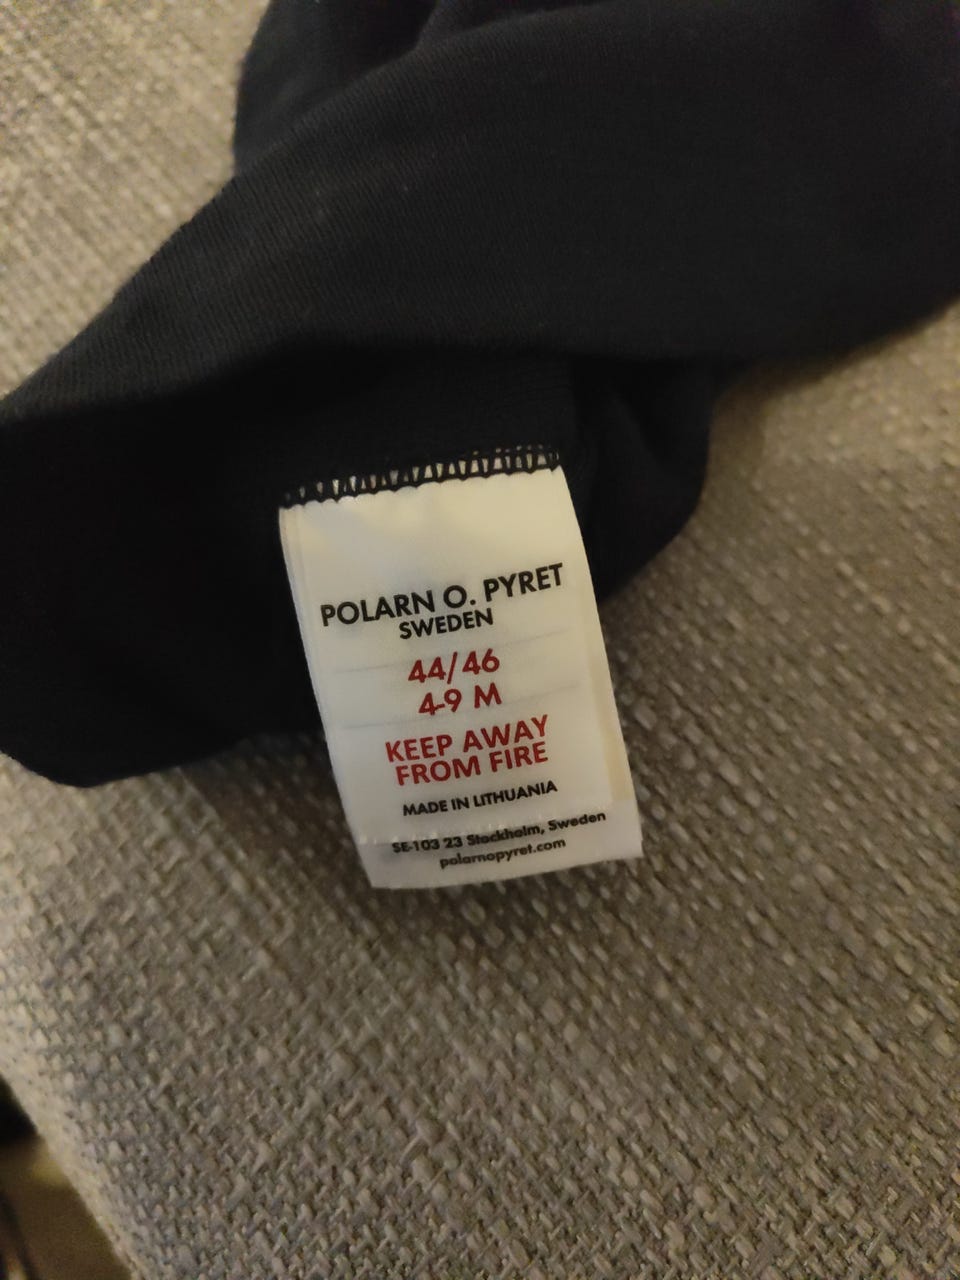 POLARN O. PYRET
SWEDEN
44/46
4-9 M
KEEP AWAY
FROM FIRE
MADE IN LITHUANIA
SE-103 23 Stockholm, Sweden
polarnopyret.com